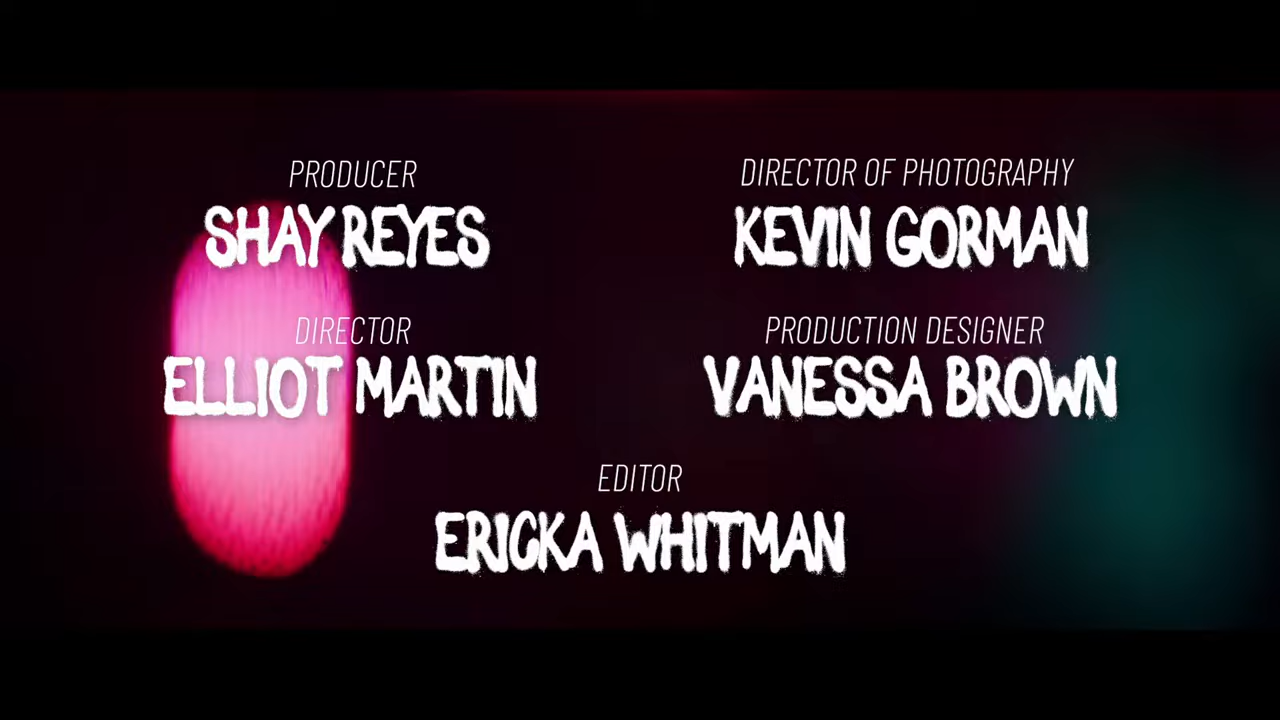 PRODUCER
SHAY REYES
DIRECTOR
ELLIOT MARTIN
DIRECTOR OF PHOTOGRAPHY
KEVIN GORMAN
PRODUCTION DESIGNER
VANESSA BROWN
EDITOR
ERICKA WHITMAN